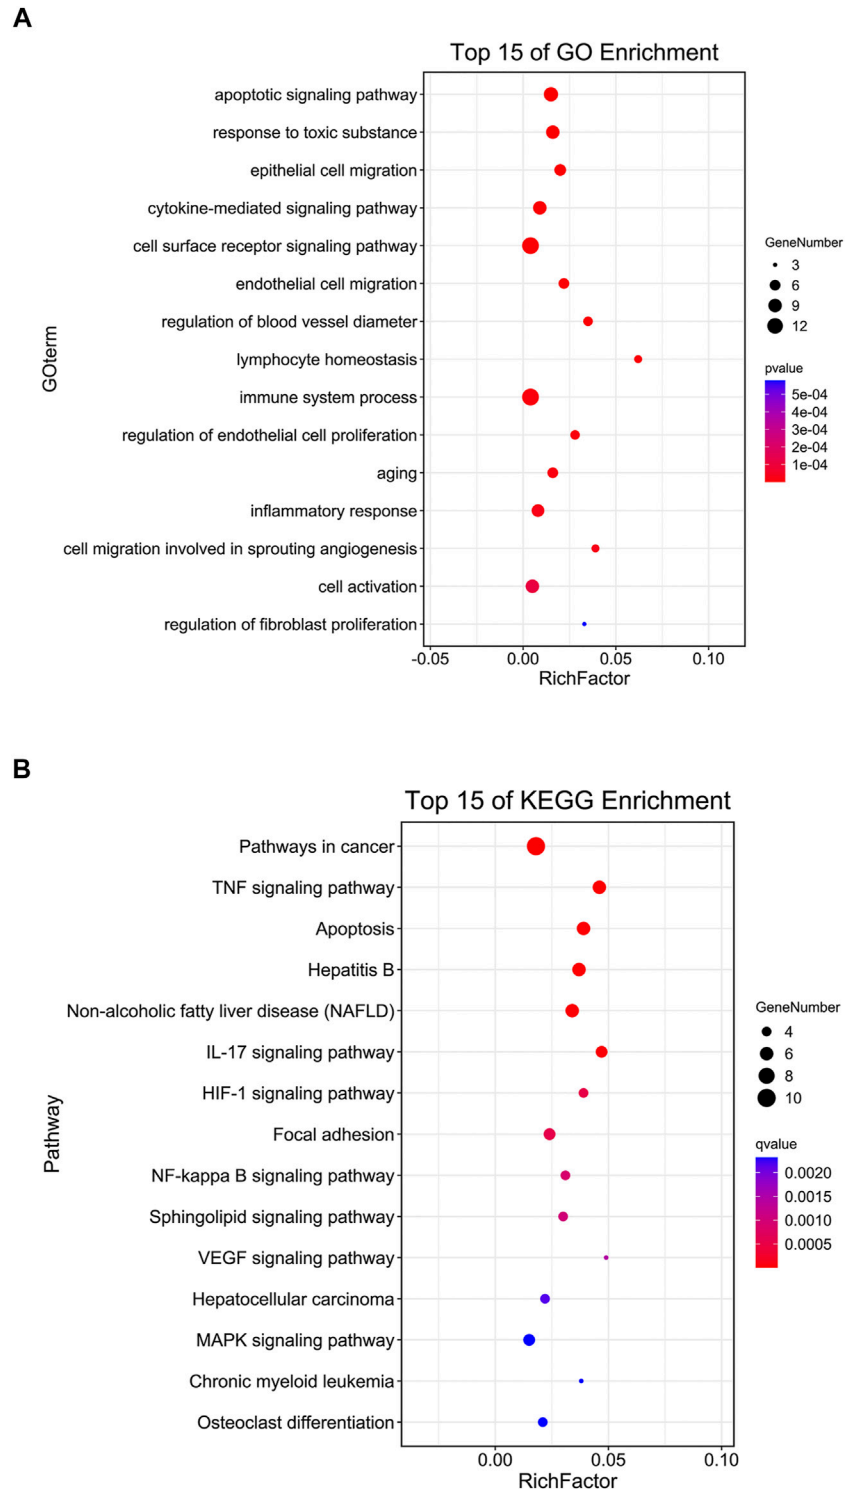 A
Top 15 of GO Enrichment
GOterm
apoptotic signaling pathway
response to toxic substance
epithelial cell migration
cytokine-mediated signaling pathway
cell surface receptor signaling pathway
endothelial cell migration
regulation of blood vessel diameter
lymphocyte homeostasis
immune system process
regulation of endothelial cell proliferation
aging
inflammatory response
cell migration involved in sprouting angiogenesis
cell activation
regulation of fibroblast proliferation
-0.05 0.00 0.05 0.10
RichFactor
GeneNumber
3
6
9
12
pvalue
5e-04
4e-04
3e-04
2e-04
1e-04
B
Top 15 of KEGG Enrichment
Pathway
Pathways in cancer
TNF signaling pathway
Apoptosis
Hepatitis B
Non-alcoholic fatty liver disease (NAFLD)
IL-17 signaling pathway
HIF-1 signaling pathway
Focal adhesion
NF-kappa B signaling pathway
Sphingolipid signaling pathway
VEGF signaling pathway
Hepatocellular carcinoma
MAPK signaling pathway
Chronic myeloid leukemia
Osteoclast differentiation
0.00 0.05 0.10
RichFactor
GeneNumber
4
6
8
10
qvalue
0.0020
0.0015
0.0010
0.0005